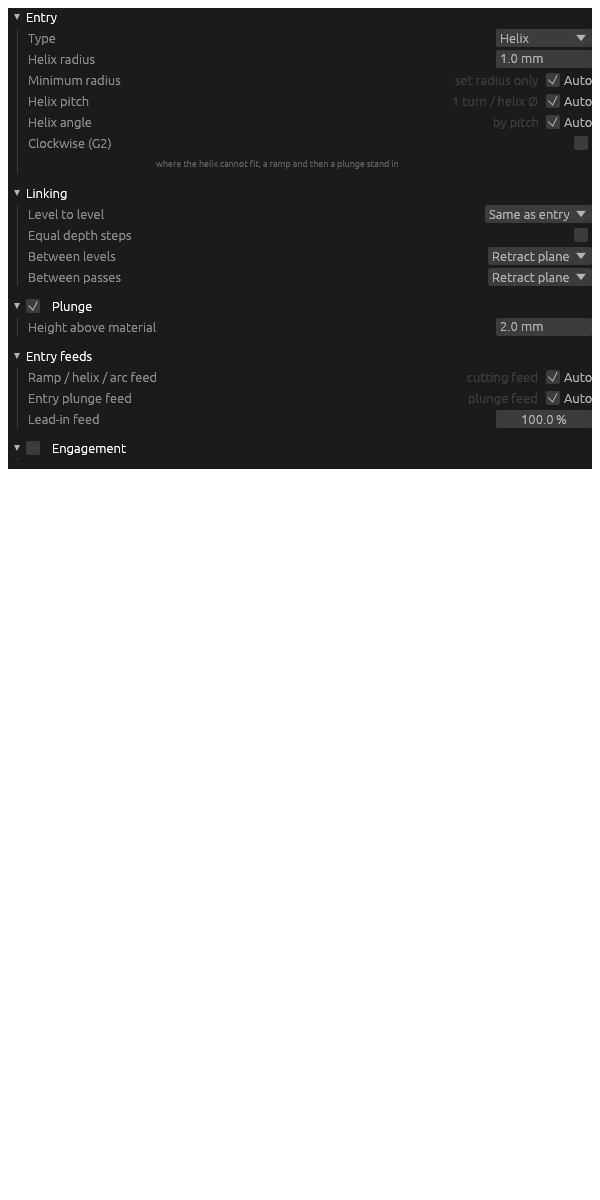 Entry
Type Helix
Helix radius 1.0 mm
Minimum radius set radius only Auto
Helix pitch 1 turn / helix Ø Auto
Helix angle by pitch Auto
Clockwise (G2)
where the helix cannot fit, a ramp and then a plunge stand in
Linking
Level to level Same as entry
Equal depth steps
Between levels Retract plane
Between passes Retract plane
Plunge
Height above material 2.0 mm
Entry feeds
Ramp / helix / arc feed cutting feed Auto
Entry plunge feed plunge feed Auto
Lead-in feed 100.0 %
Engagement